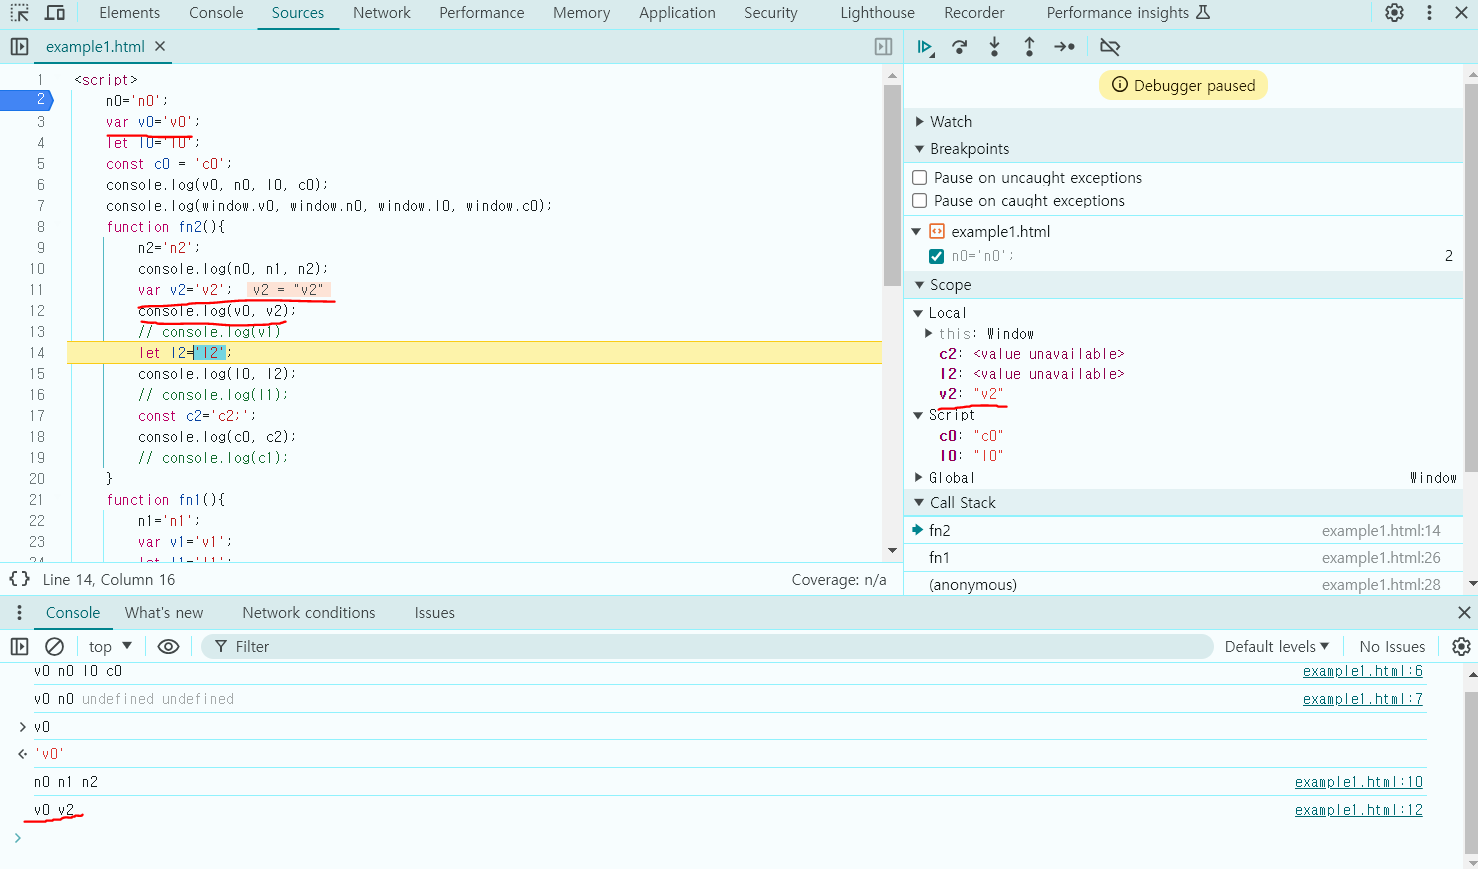 Elements Console Sources Network Performance Memory Application Security Lighthouse Recorder Performance insights
example1.html
Debugger paused
1 <script>
2 n0='n0';
3 var v0='v0';
4 let l0='l0';
5 const c0 = 'c0';
6 console.log(v0, n0, l0, c0);
7 console.log(window.v0, window.n0, window.l0, window.c0);
8 function fn2(){
9 n2='n2';
10 console.log(n0, n1, n2);
11 var v2='v2'; v2 = "v2"
12 console.log(v0, v2);
13 // console.log(v1)
14 let l2='l2';
15 console.log(l0, l2);
16 // console.log(l1);
17 const c2='c2;';
18 console.log(c0, c2);
19 // console.log(c1);
20 }
21 function fn1(){
22 n1='n1';
23 var v1='v1';
24 let l1='l1';
{} Line 14, Column 16 Coverage: n/a
Watch
Breakpoints
Pause on uncaught exceptions
Pause on caught exceptions
example1.html
n0='n0'; 2
Scope
Local
this: Window
c2: <value unavailable>
l2: <value unavailable>
v2: "v2"
Script
c0: "c0"
l0: "l0"
Global Window
Call Stack
fn2 example1.html:14
fn1 example1.html:26
(anonymous) example1.html:28
Console What's new Network conditions Issues
top Filter Default levels No Issues
v0 n0 l0 c0 example1.html:6
v0 n0 undefined undefined example1.html:7
v0
'v0'
n0 n1 n2 example1.html:10
v0 v2 example1.html:12